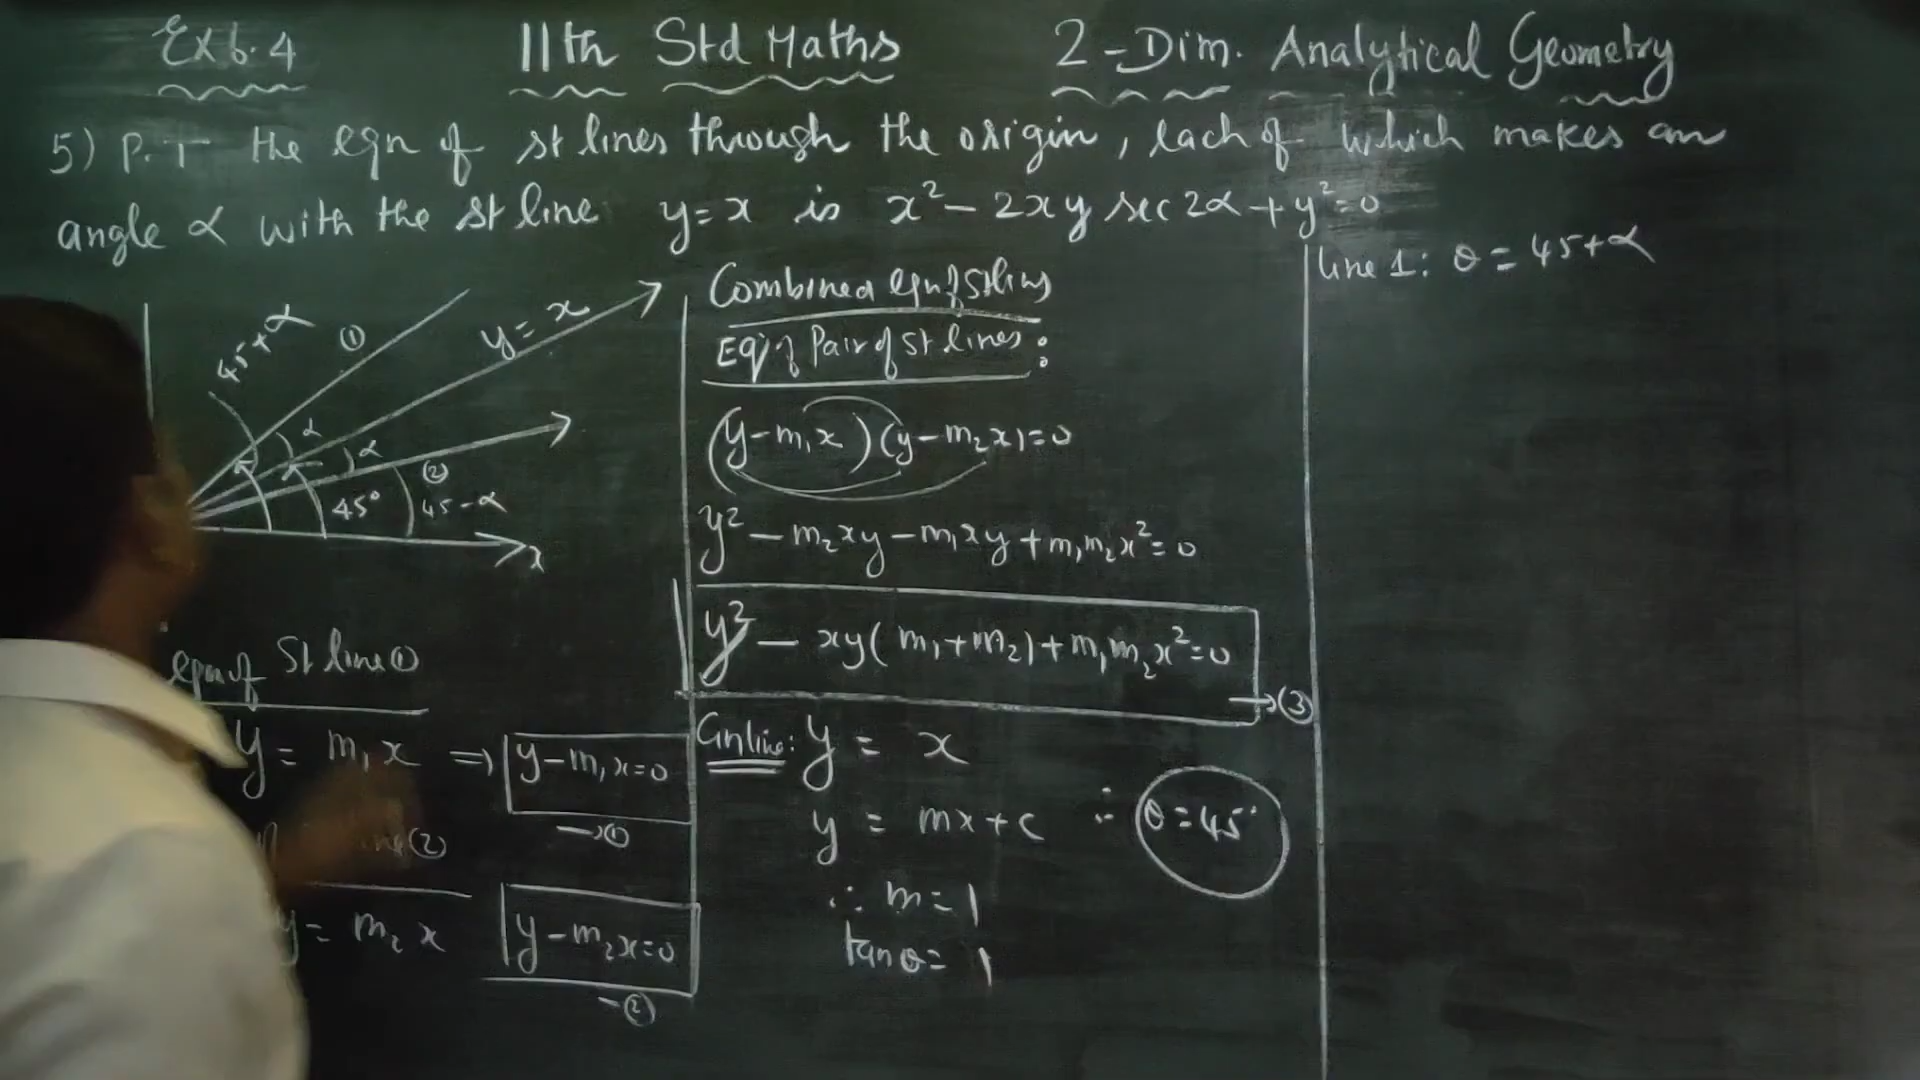 Ex 6.4 11th Std Maths 2-Dim. Analytical Geometry
5) P.T the eqn of st lines through the origin, each of which makes an
angle α with the st line y=x is x² - 2xy sec 2α + y² = 0
45+α
①
y = x
α
α
②
45°
45-α
x
eqn of St line ①
y = m₁x ⇒ y-m₁x=0
→①
②
y = m₂x y-m₂x=0
-②
Combined eqn of St lines
Eq'n of Pair of St lines:
(y-m₁x)(y-m₂x)=0
y² - m₂xy - m₁xy + m₁m₂x² = 0
y² - xy(m₁+m₂) + m₁m₂x² = 0
→③
Gn line: y = x
y = mx+c ∴ θ = 45°
∴ m = 1
tan θ = 1
line 1: θ = 45+α